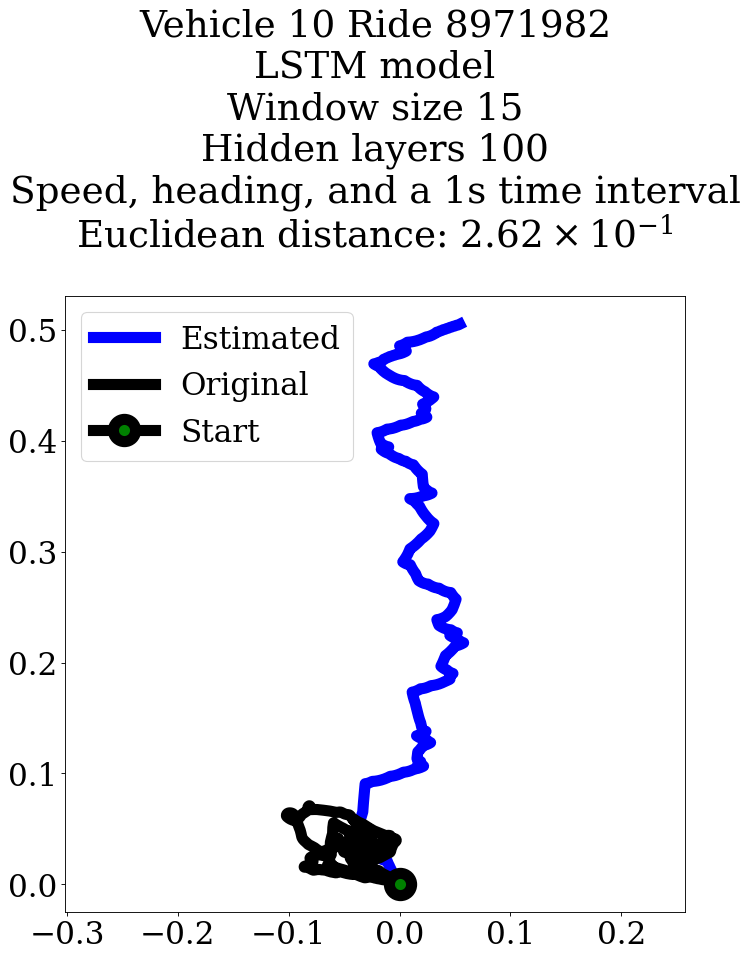 Vehicle 10 Ride 8971982
LSTM model
Window size 15
Hidden layers 100
Speed, heading, and a 1s time interval
Euclidean distance: 2.62 × 10⁻¹
Estimated
Original
Start
0.5
0.4
0.3
0.2
0.1
0.0
−0.3 −0.2 −0.1 0.0 0.1 0.2